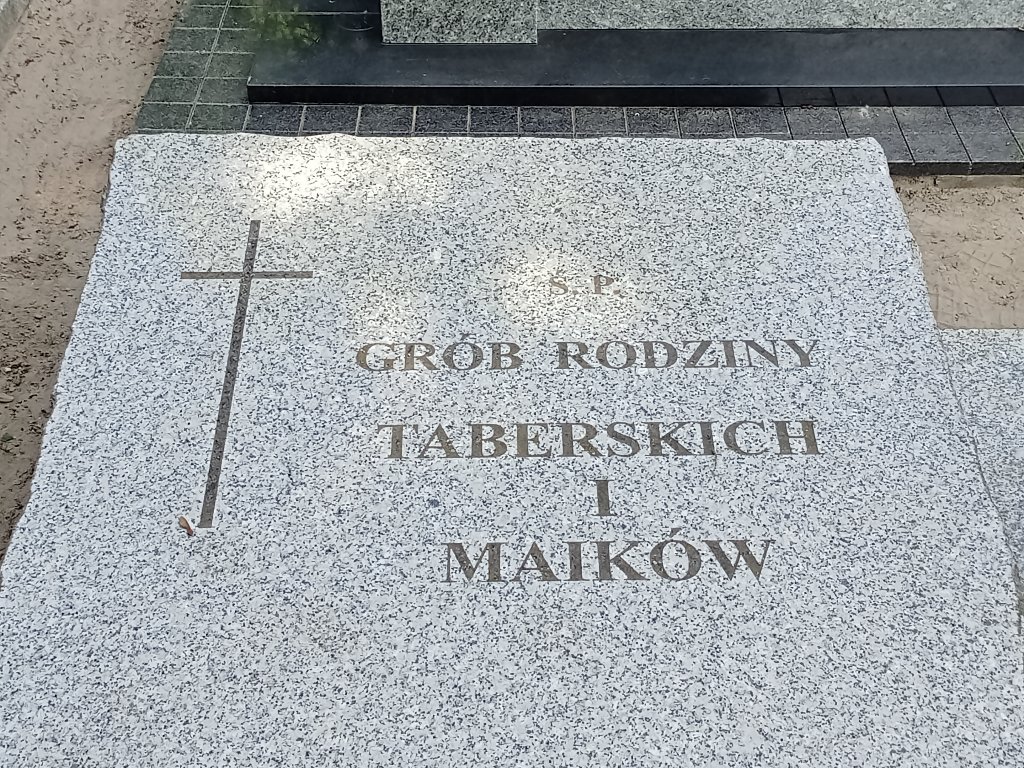 Ś. P.
GRÓB RODZINY
TABERSKICH
I
MAIKÓW